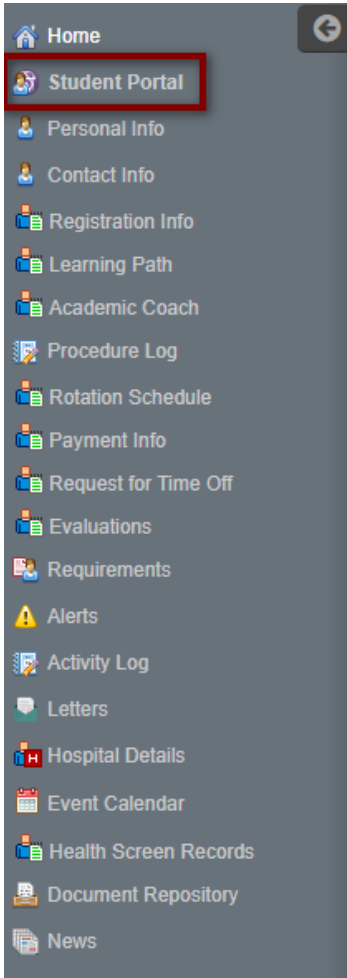 Home
Student Portal
Personal Info
Contact Info
Registration Info
Learning Path
Academic Coach
Procedure Log
Rotation Schedule
Payment Info
Request for Time Off
Evaluations
Requirements
Alerts
Activity Log
Letters
H
Hospital Details
Event Calendar
Health Screen Records
Document Repository
News